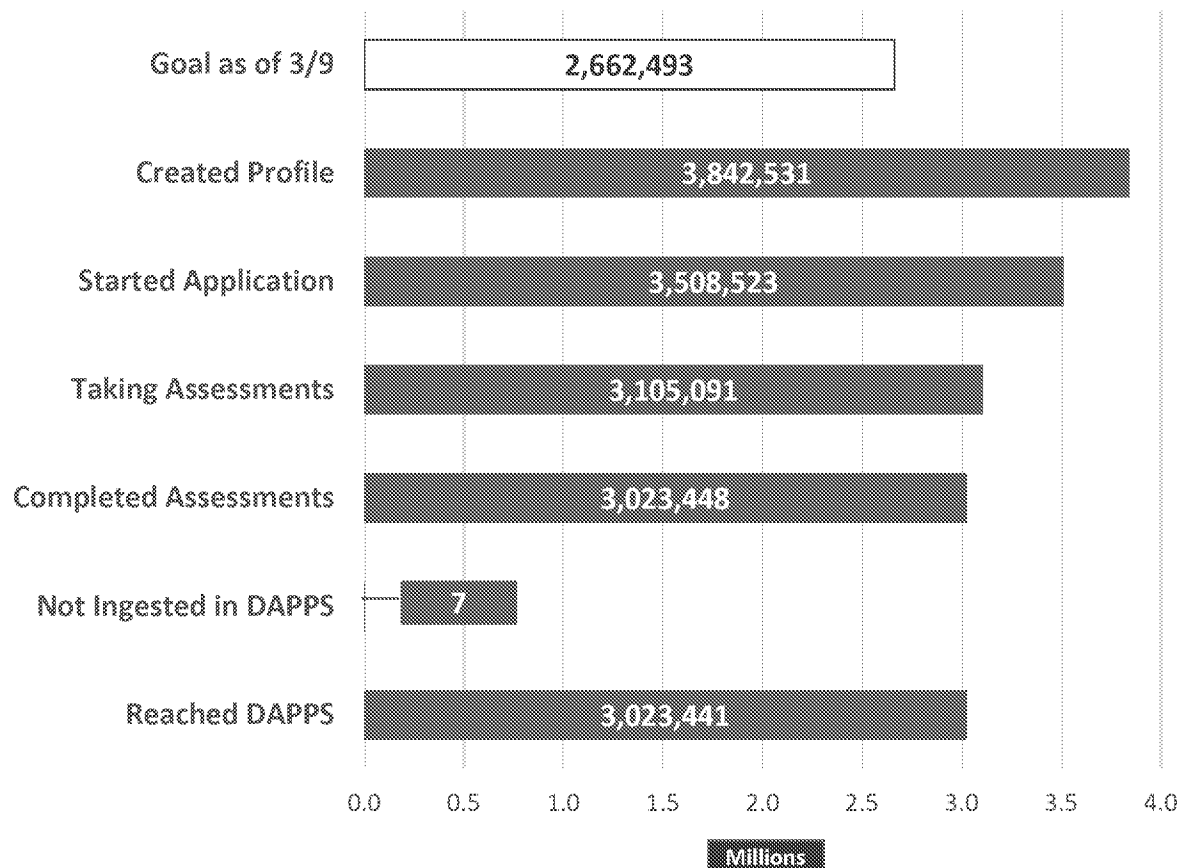 Goal as of 3/9 2,662,493
Created Profile 3,842,531
Started Application 3,508,523
Taking Assessments 3,105,091
Completed Assessments 3,023,448
Not Ingested in DAPPS 7
Reached DAPPS 3,023,441
0.0 0.5 1.0 1.5 2.0 2.5 3.0 3.5 4.0
Millions